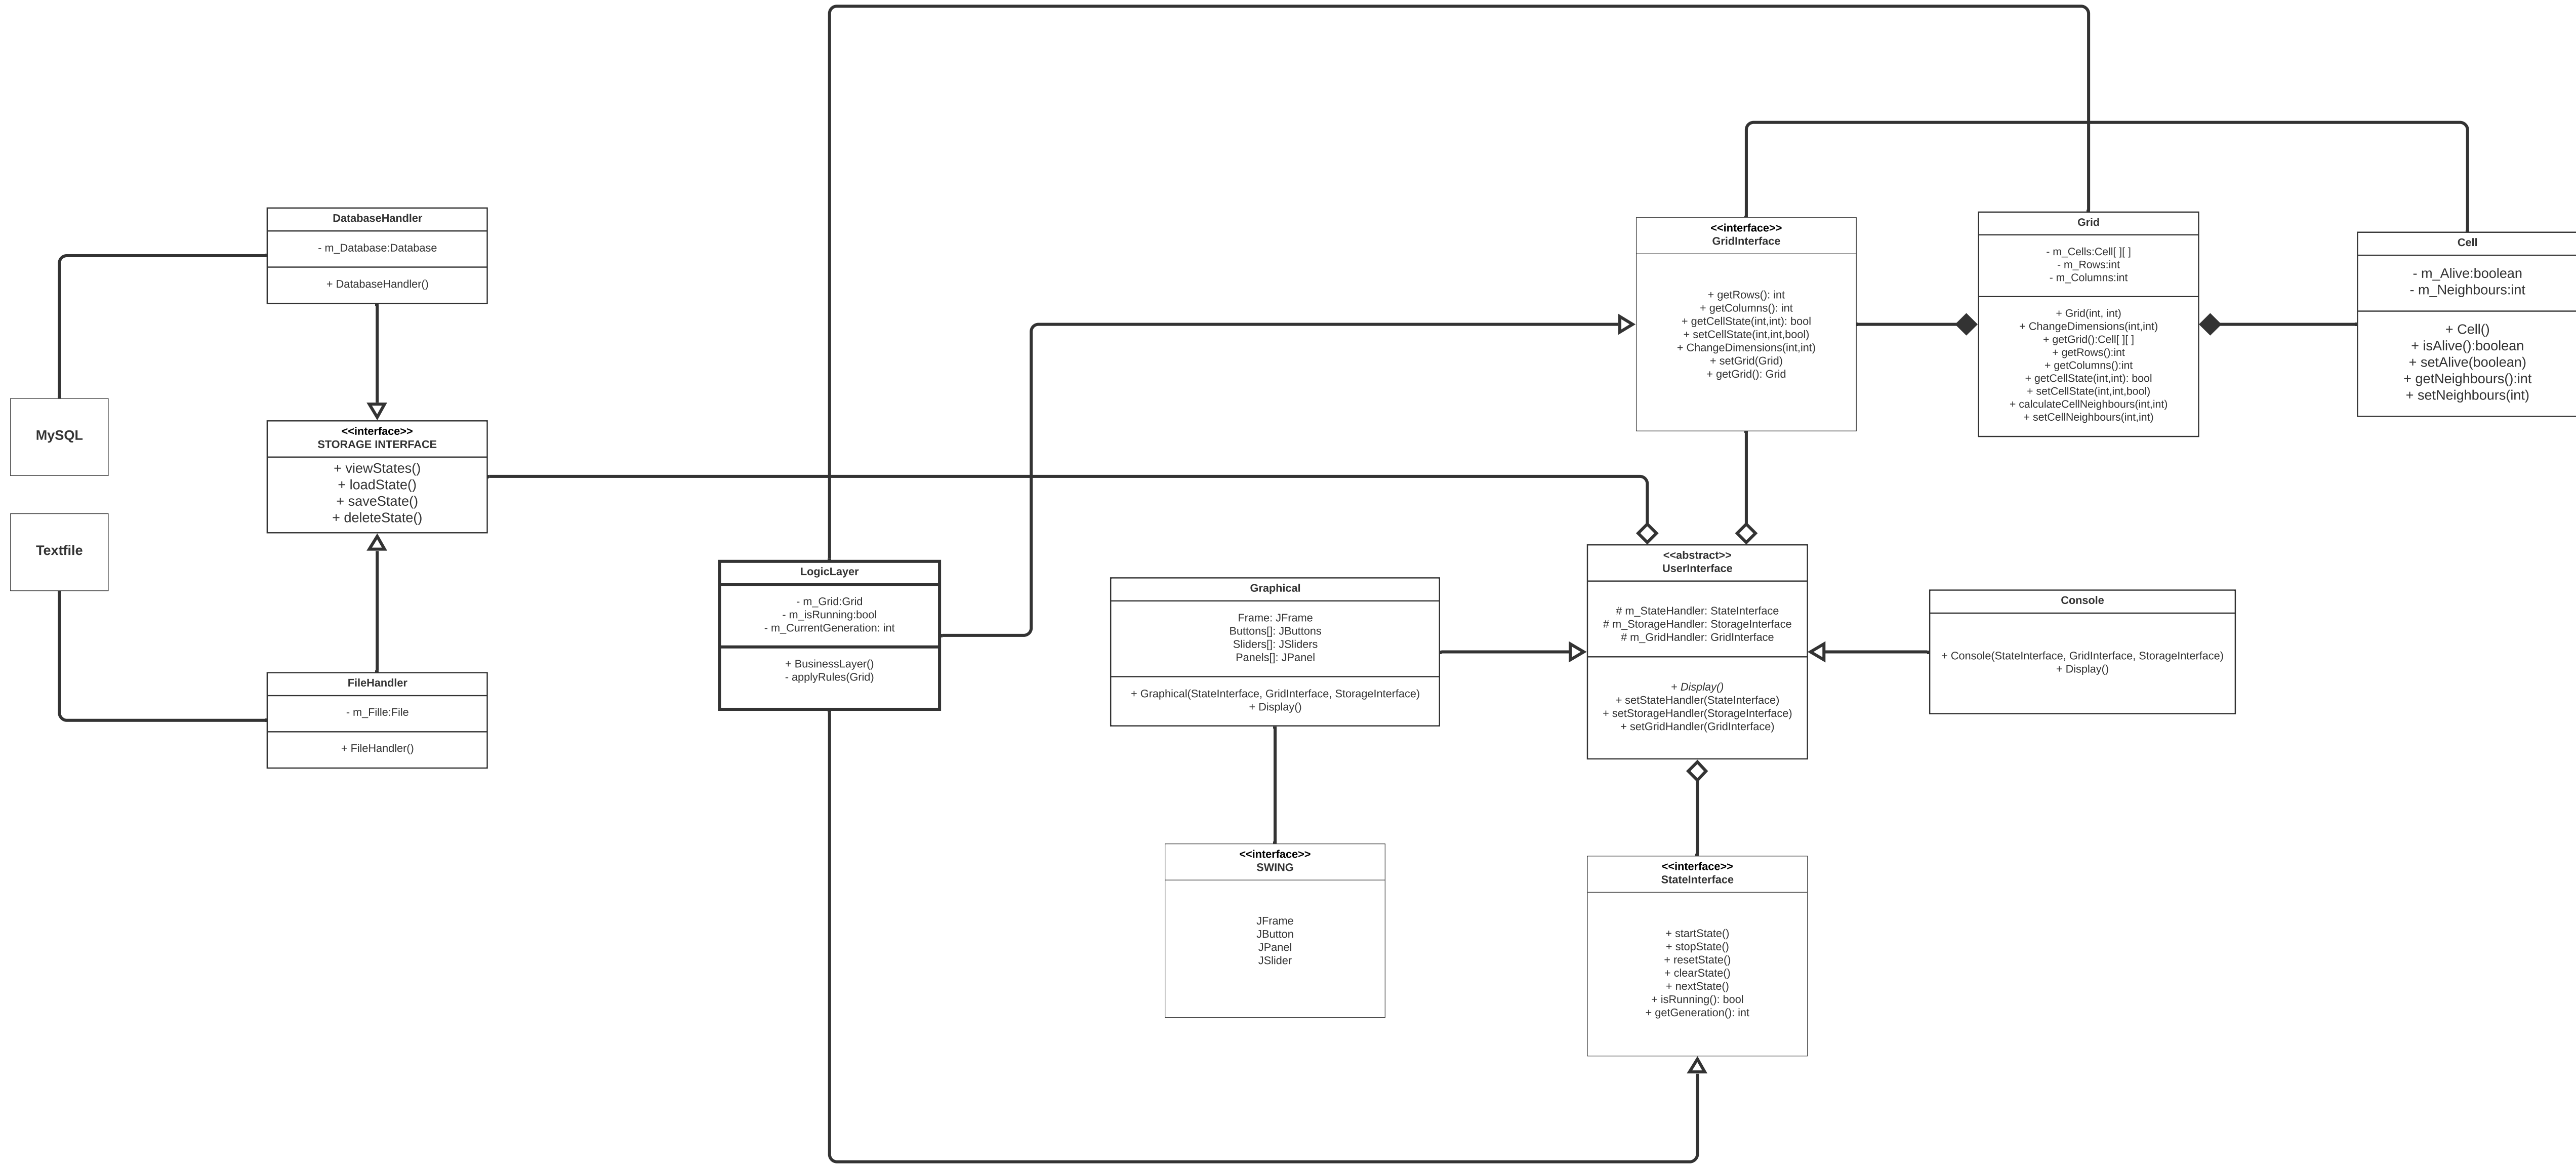 DatabaseHandler
- m_Database:Database
+ DatabaseHandler()
MySQL
Textfile
<<interface>>
STORAGE INTERFACE
+ viewStates()
+ loadState()
+ saveState()
+ deleteState()
FileHandler
- m_Fille:File
+ FileHandler()
LogicLayer
- m_Grid:Grid
- m_isRunning:bool
- m_CurrentGeneration: int
+ BusinessLayer()
- applyRules(Grid)
<<interface>>
GridInterface
+ getRows(): int
+ getColumns(): int
+ getCellState(int,int): bool
+ setCellState(int,int,bool)
+ ChangeDimensions(int,int)
+ setGrid(Grid)
+ getGrid(): Grid
Grid
- m_Cells:Cell[ ][ ]
- m_Rows:int
- m_Columns:int
+ Grid(int, int)
+ ChangeDimensions(int,int)
+ getGrid():Cell[ ][ ]
+ getRows():int
+ getColumns():int
+ getCellState(int,int): bool
+ setCellState(int,int,bool)
+ calculateCellNeighbours(int,int)
+ setCellNeighbours(int,int)
Cell
- m_Alive:boolean
- m_Neighbours:int
+ Cell()
+ isAlive():boolean
+ setAlive(boolean)
+ getNeighbours():int
+ setNeighbours(int)
Graphical
Frame: JFrame
Buttons[]: JButtons
Sliders[]: JSliders
Panels[]: JPanel
+ Graphical(StateInterface, GridInterface, StorageInterface)
+ Display()
<<abstract>>
UserInterface
# m_StateHandler: StateInterface
# m_StorageHandler: StorageInterface
# m_GridHandler: GridInterface
+ Display()
+ setStateHandler(StateInterface)
+ setStorageHandler(StorageInterface)
+ setGridHandler(GridInterface)
Console
+ Console(StateInterface, GridInterface, StorageInterface)
+ Display()
<<interface>>
SWING
JFrame
JButton
JPanel
JSlider
<<interface>>
StateInterface
+ startState()
+ stopState()
+ resetState()
+ clearState()
+ nextState()
+ isRunning(): bool
+ getGeneration(): int